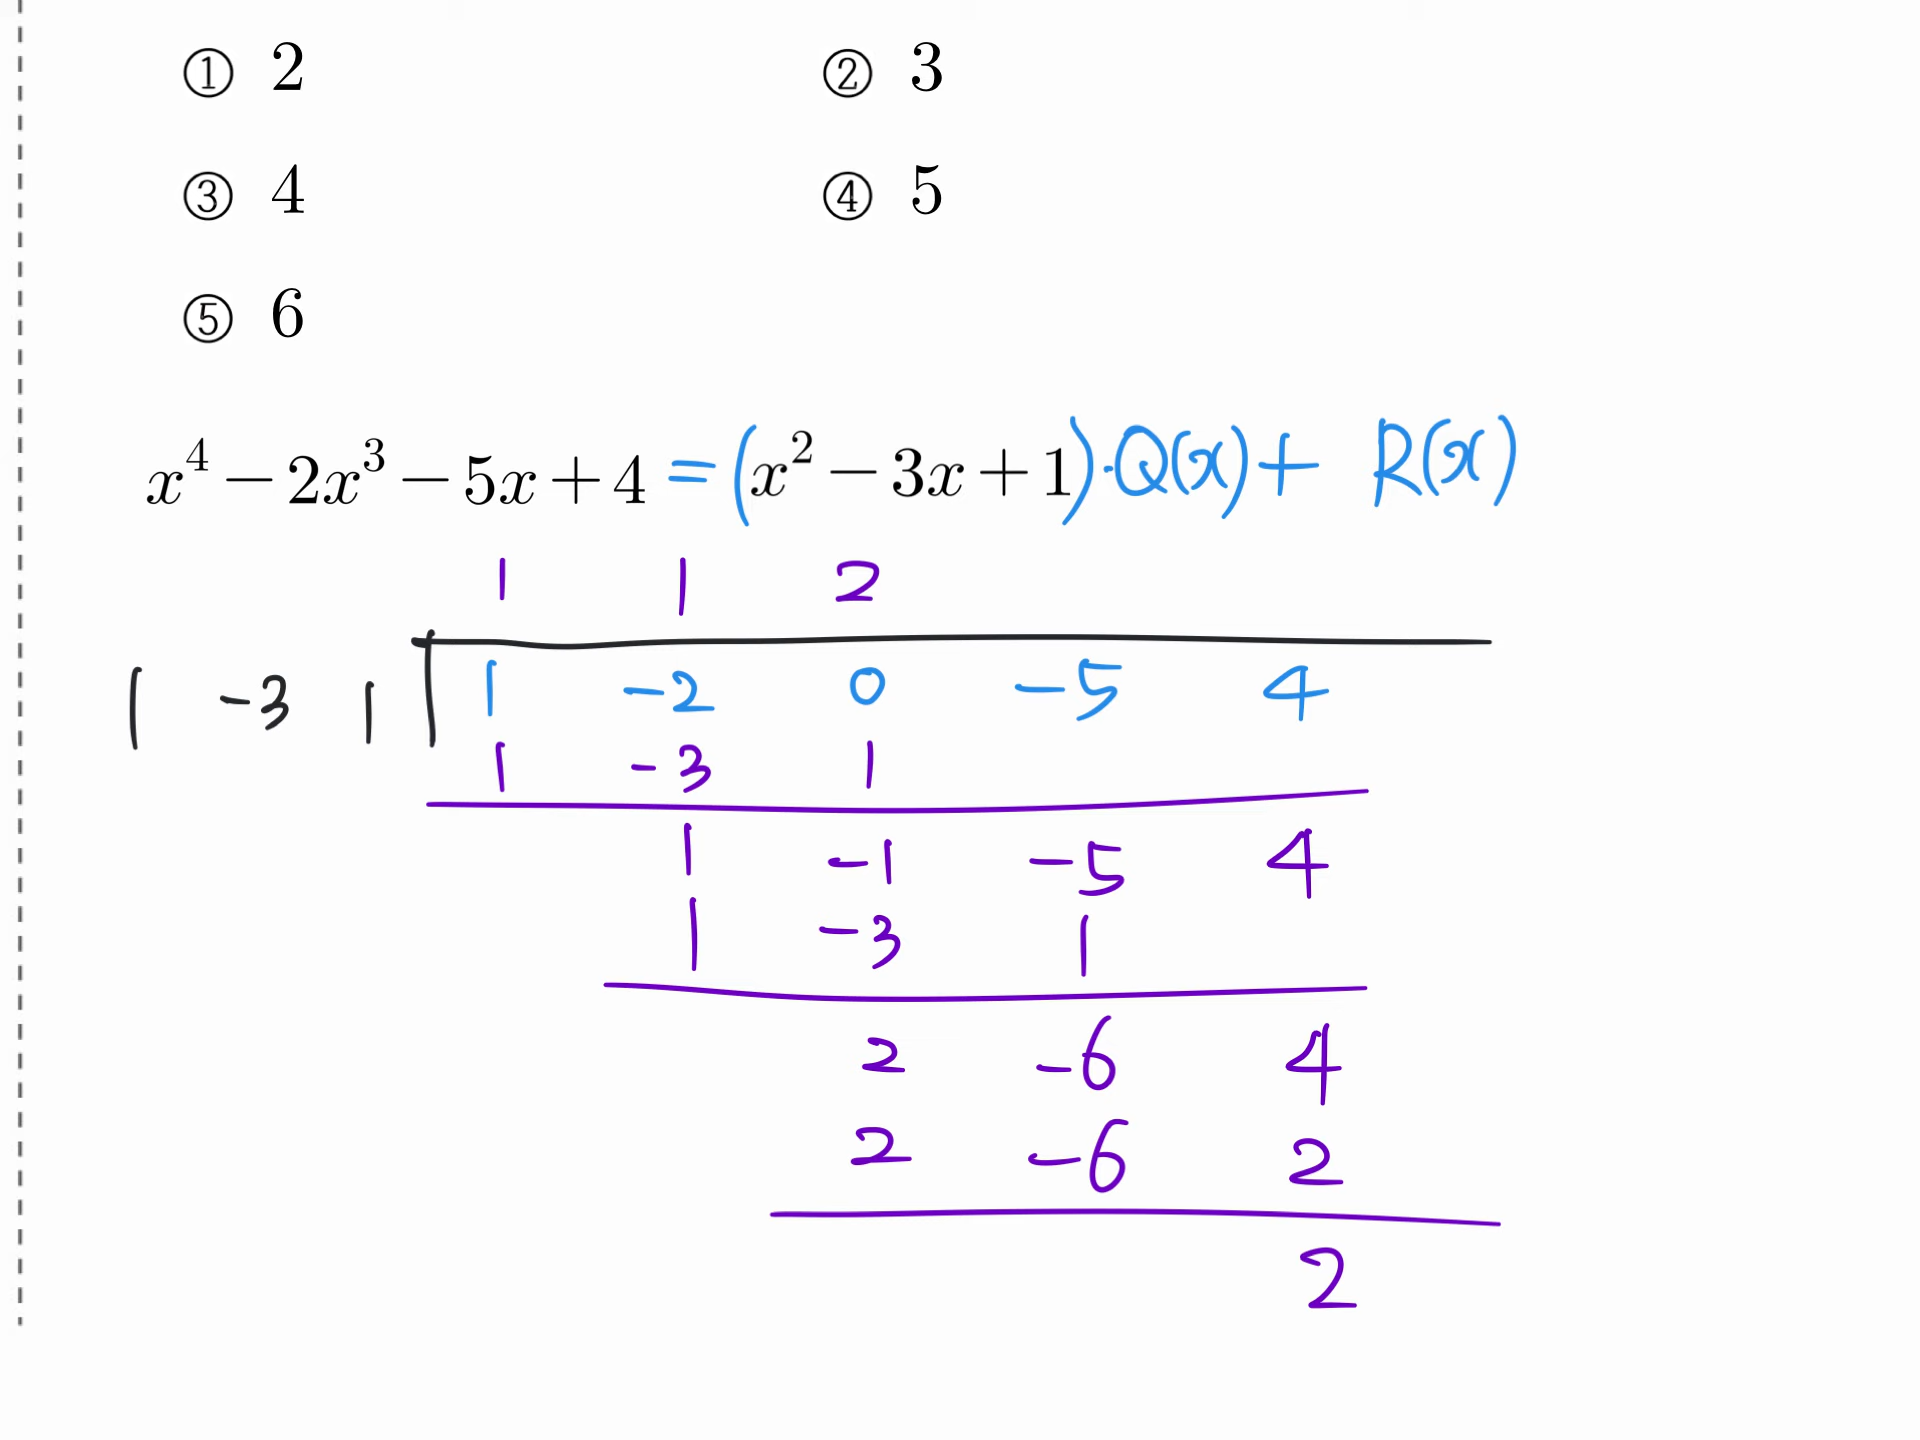 ① 2 ② 3
③ 4 ④ 5
⑤ 6
x⁴ − 2x³ − 5x + 4 = (x² − 3x + 1)·Q(x) + R(x)
1 1 2
1 -3 1 1 -2 0 -5 4
1 -3 1
1 -1 -5 4
1 -3 1
2 -6 4
2 -6 2
2